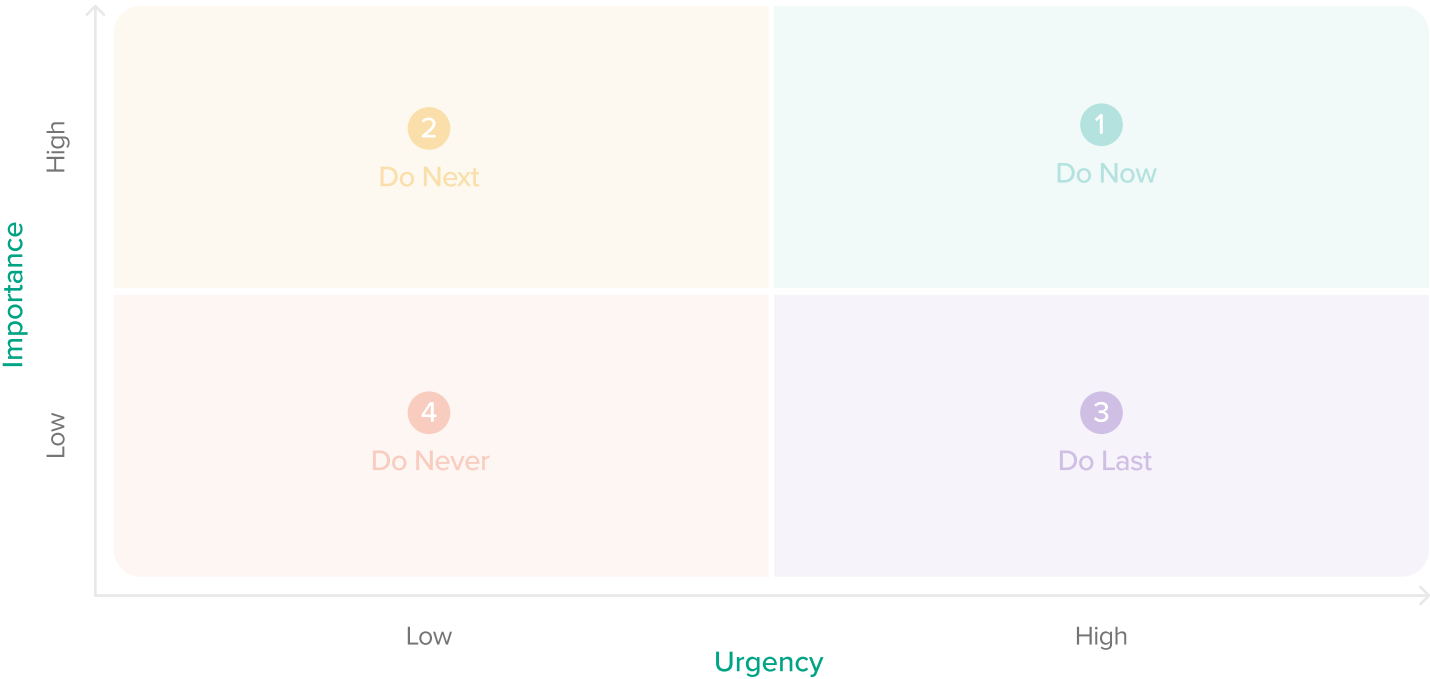 High
2
Do Next
1
Do Now
Importance
Low
4
Do Never
3
Do Last
Low
High
Urgency